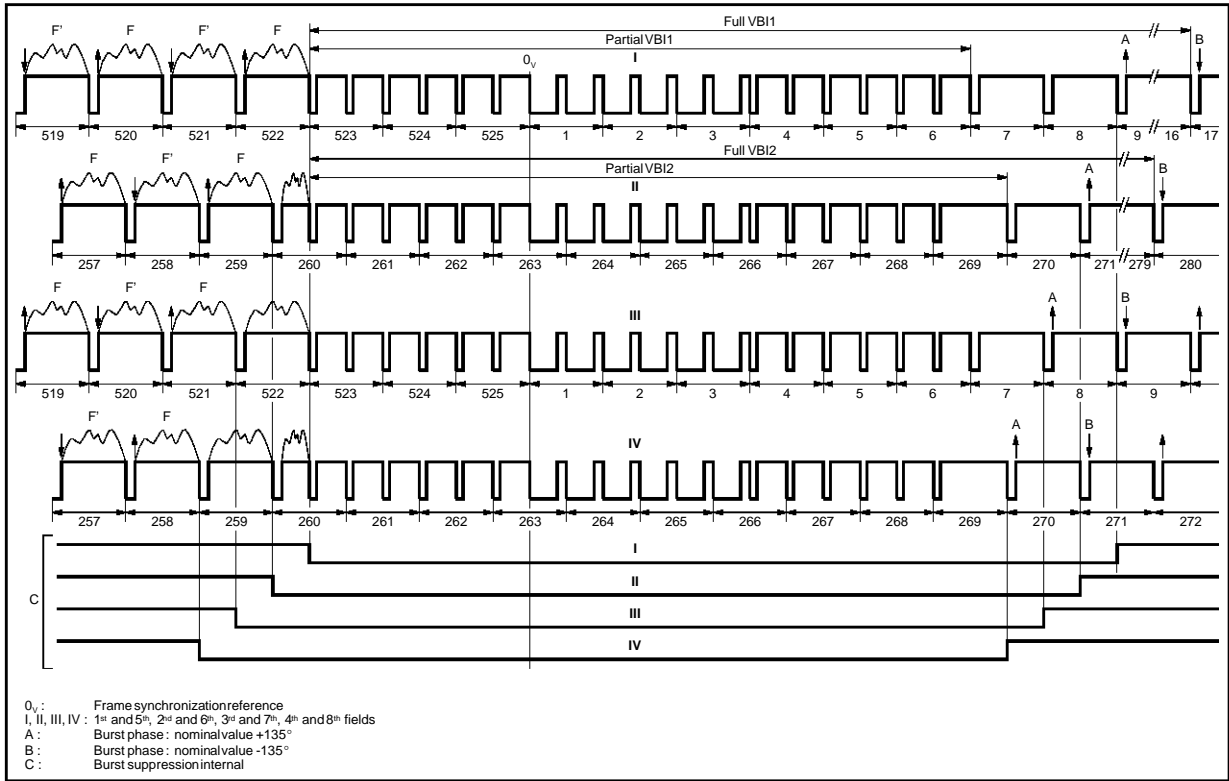 F' F F' F Full VBI1
Partial VBI1 A B
0V I
519 520 521 522 523 524 525 1 2 3 4 5 6 7 8 9 16 17
F F' F Full VBI2
Partial VBI2 A B
II
257 258 259 260 261 262 263 264 265 266 267 268 269 270 271 279 280
F F' F A B
III
519 520 521 522 523 524 525 1 2 3 4 5 6 7 8 9
F' F A B
IV
257 258 259 260 261 262 263 264 265 266 267 268 269 270 271 272
I
II
C
III
IV
0V : Frame synchronization reference
I, II, III, IV : 1st and 5th, 2nd and 6th, 3rd and 7th, 4th and 8th fields
A : Burst phase : nominal value +135°
B : Burst phase : nominal value -135°
C : Burst suppression internal